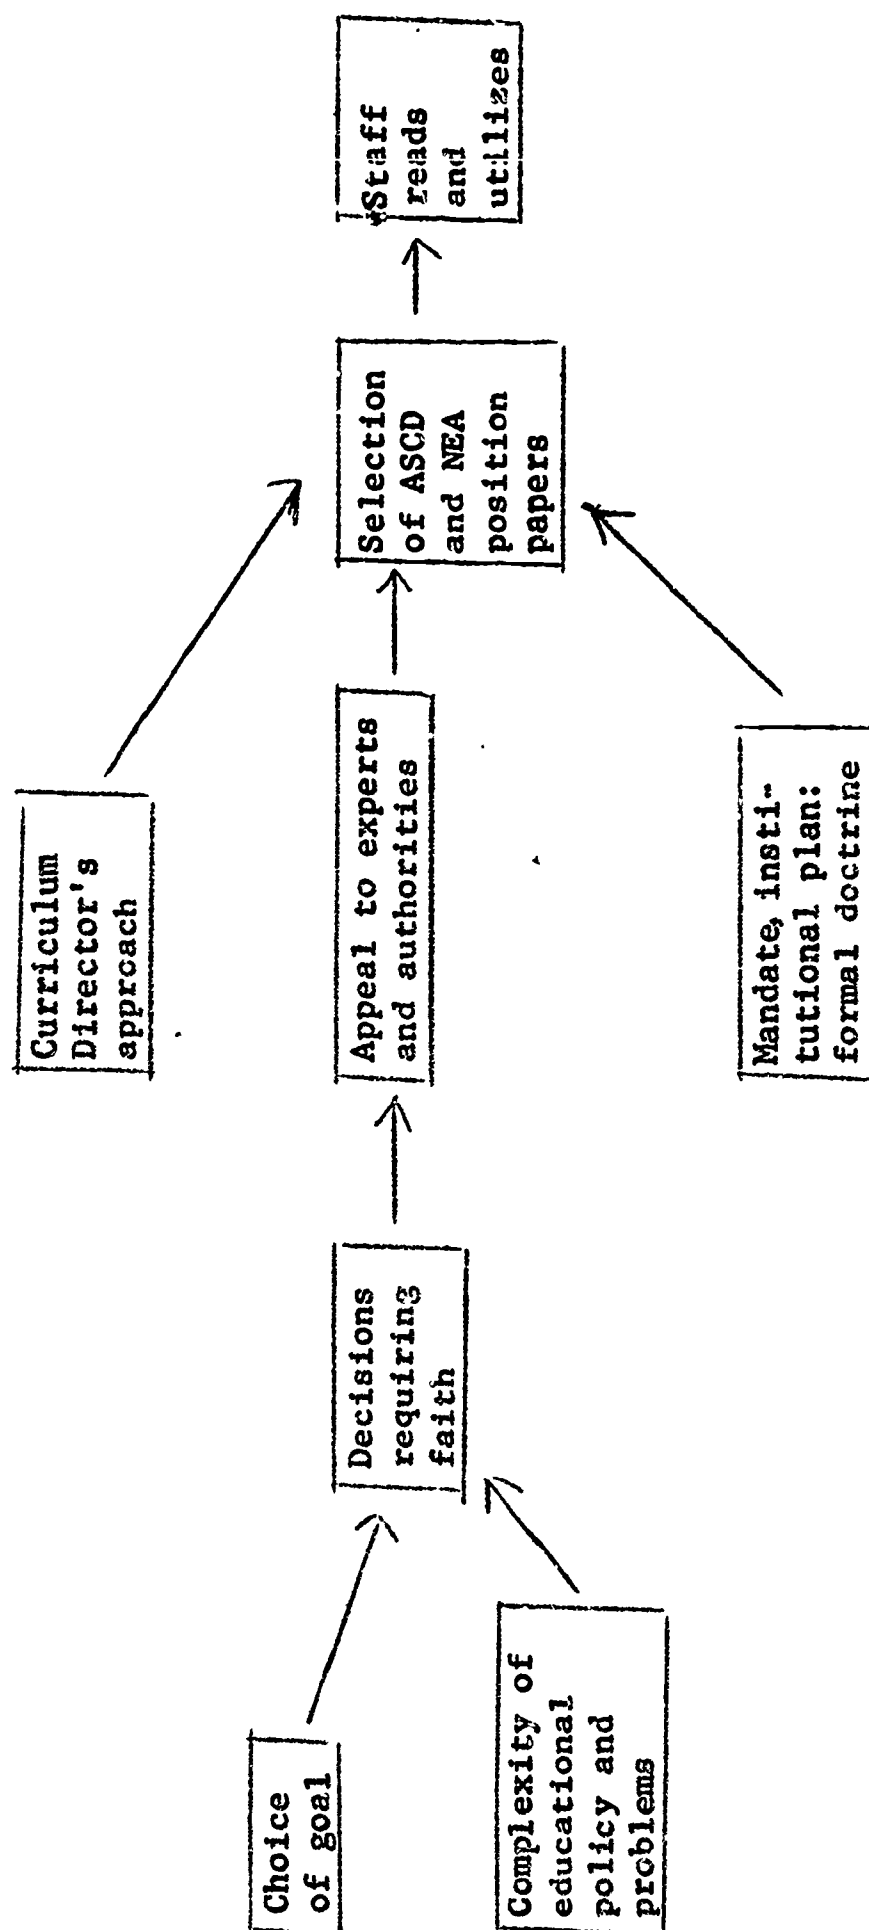 Choice
of goal
Complexity of
educational
policy and
problems
Decisions
requiring
faith
Curriculum
Director's
approach
Appeal to experts
and authorities
Mandate, insti-
tutional plan:
formal doctrine
Selection
of ASCD
and NEA
position
papers
*Staff
reads
and
utilizes